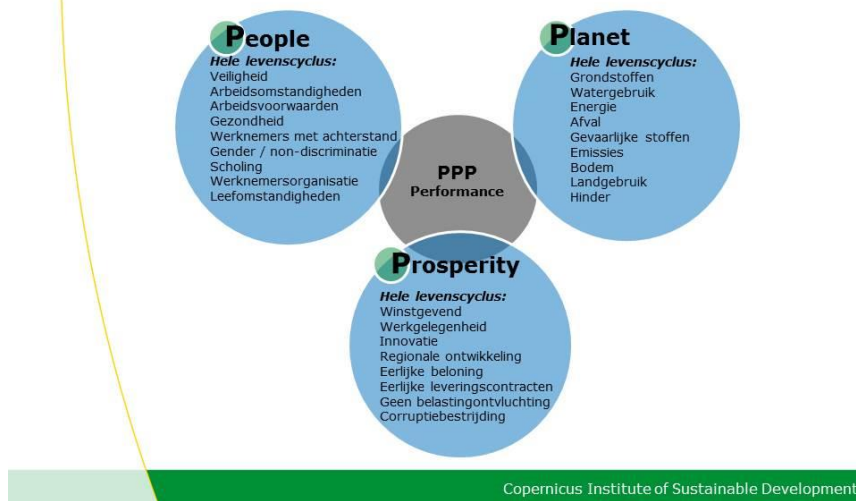 People
Hele levenscyclus:
Veiligheid
Arbeidsomstandigheden
Arbeidsvoorwaarden
Gezondheid
Werknemers met achterstand
Gender / non-discriminatie
Scholing
Werknemersorganisatie
Leefomstandigheden
Planet
Hele levenscyclus:
Grondstoffen
Watergebruik
Energie
Afval
Gevaarlijke stoffen
Emissies
Bodem
Landgebruik
Hinder
PPP
Performance
Prosperity
Hele levenscyclus:
Winstgevend
Werkgelegenheid
Innovatie
Regionale ontwikkeling
Eerlijke beloning
Eerlijke leveringscontracten
Geen belastingontvluchting
Corruptiebestrijding
Copernicus Institute of Sustainable Development